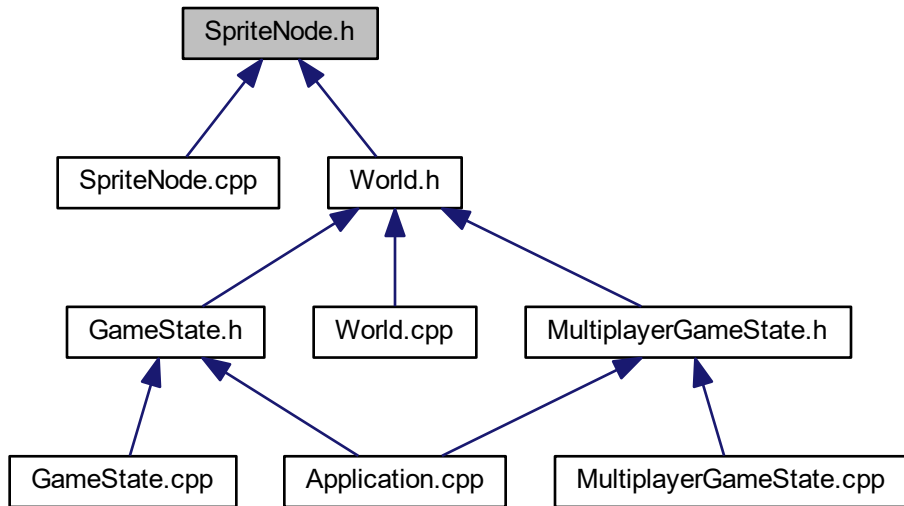 SpriteNode.h
SpriteNode.cpp
World.h
GameState.h
World.cpp
MultiplayerGameState.h
GameState.cpp
Application.cpp
MultiplayerGameState.cpp